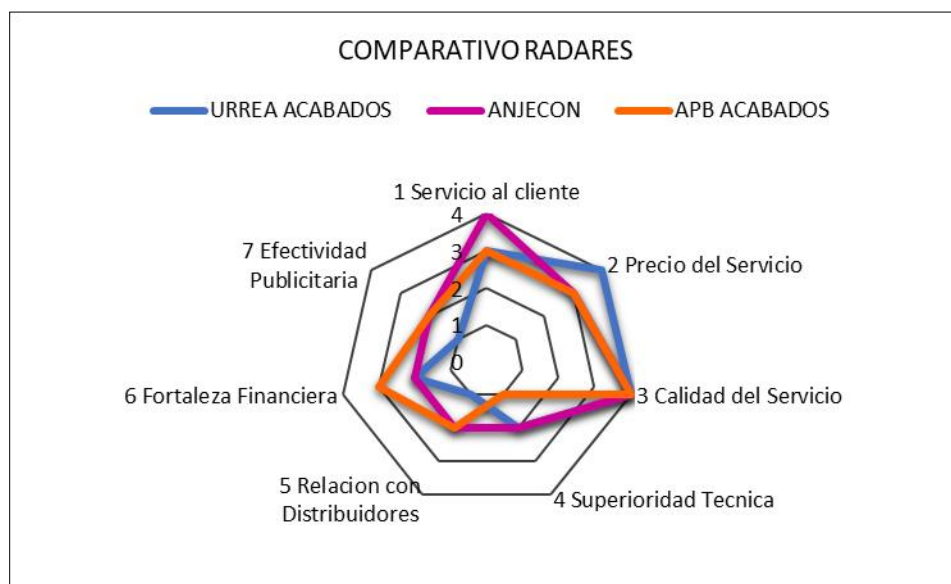 COMPARATIVO RADARES
URREA ACABADOS ANJECON APB ACABADOS
1 Servicio al cliente
4
3
2
1
0
2 Precio del Servicio
3 Calidad del Servicio
4 Superioridad Tecnica
5 Relacion con
Distribuidores
6 Fortaleza Financiera
7 Efectividad
Publicitaria